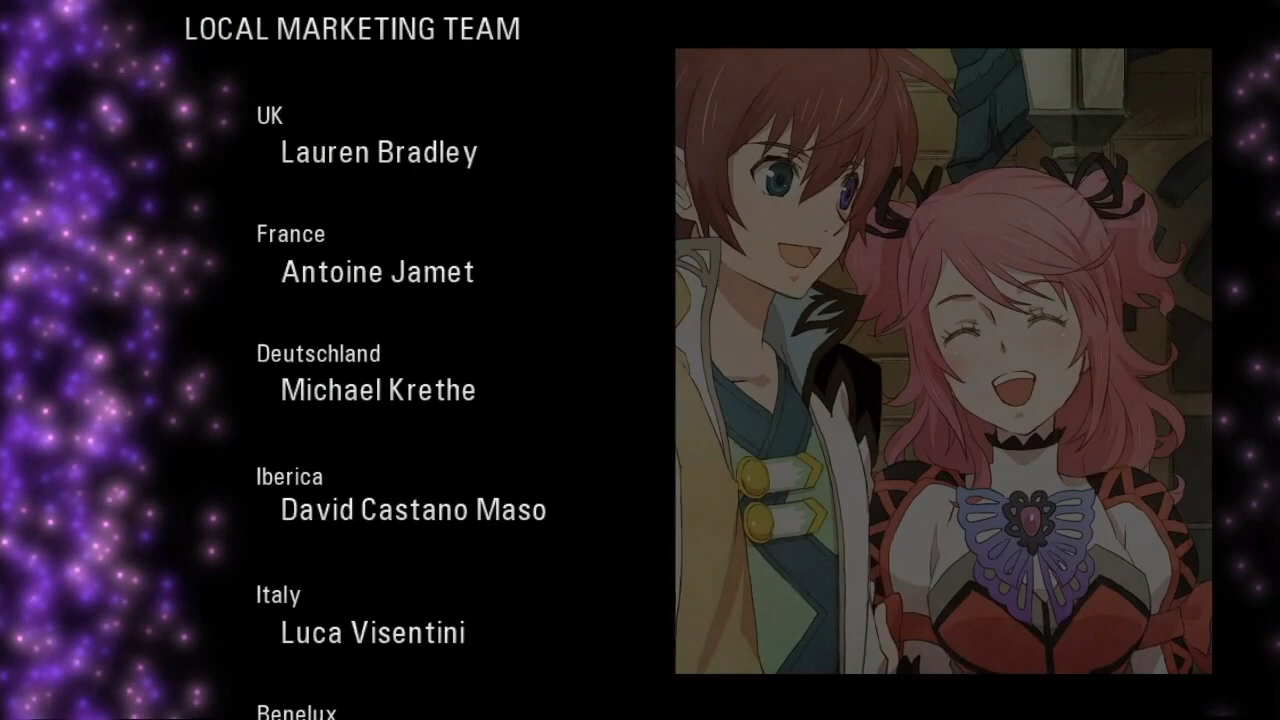 LOCAL MARKETING TEAM
UK
Lauren Bradley
France
Antoine Jamet
Deutschland
Michael Krethe
Iberica
David Castano Maso
Italy
Luca Visentini
Benelux